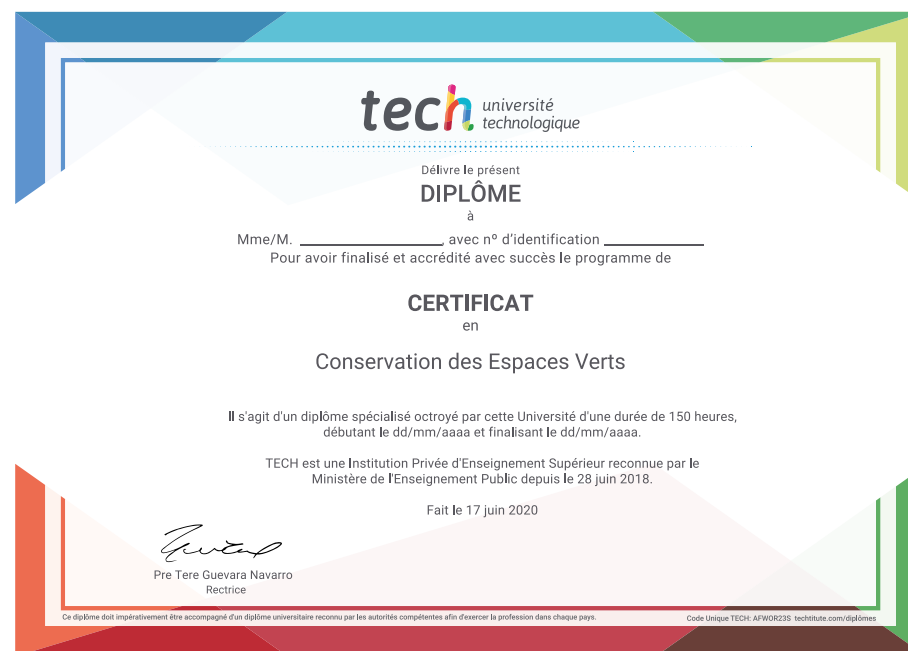 tech université
technologique
Délivre le présent
DIPLÔME
à
Mme/M. ____________________, avec nº d'identification ______________
Pour avoir finalisé et accrédité avec succès le programme de
CERTIFICAT
en
Conservation des Espaces Verts
Il s'agit d'un diplôme spécialisé octroyé par cette Université d'une durée de 150 heures,
débutant le dd/mm/aaaa et finalisant le dd/mm/aaaa.
TECH est une Institution Privée d'Enseignement Supérieur reconnue par le
Ministère de l'Enseignement Public depuis le 28 juin 2018.
Fait le 17 juin 2020
Pre Tere Guevara Navarro
Rectrice
Ce diplôme doit impérativement être accompagné d'un diplôme universitaire reconnu par les autorités compétentes afin d'exercer la profession dans chaque pays.
Code Unique TECH: AFWOR23S techtitute.com/diplômes